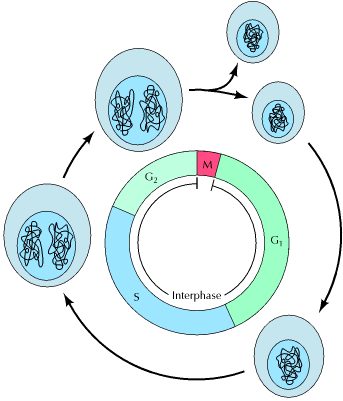 M
G₂
G₁
S
Interphase